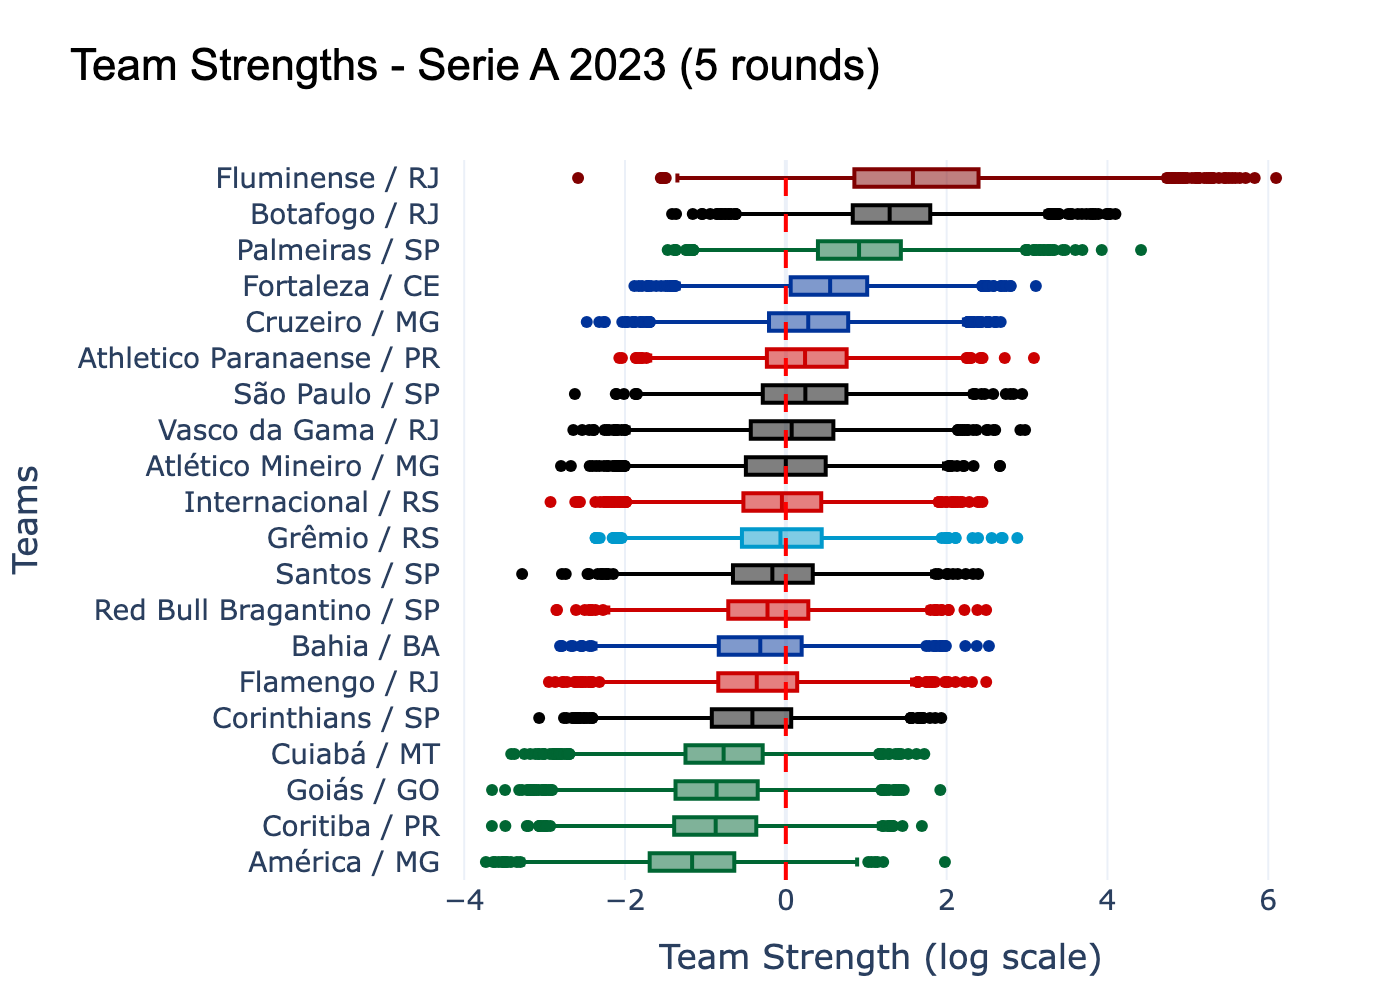 Team Strengths - Serie A 2023 (5 rounds)
Teams
Fluminense / RJ
Botafogo / RJ
Palmeiras / SP
Fortaleza / CE
Cruzeiro / MG
Athletico Paranaense / PR
São Paulo / SP
Vasco da Gama / RJ
Atlético Mineiro / MG
Internacional / RS
Grêmio / RS
Santos / SP
Red Bull Bragantino / SP
Bahia / BA
Flamengo / RJ
Corinthians / SP
Cuiabá / MT
Goiás / GO
Coritiba / PR
América / MG
−4 −2 0 2 4 6
Team Strength (log scale)